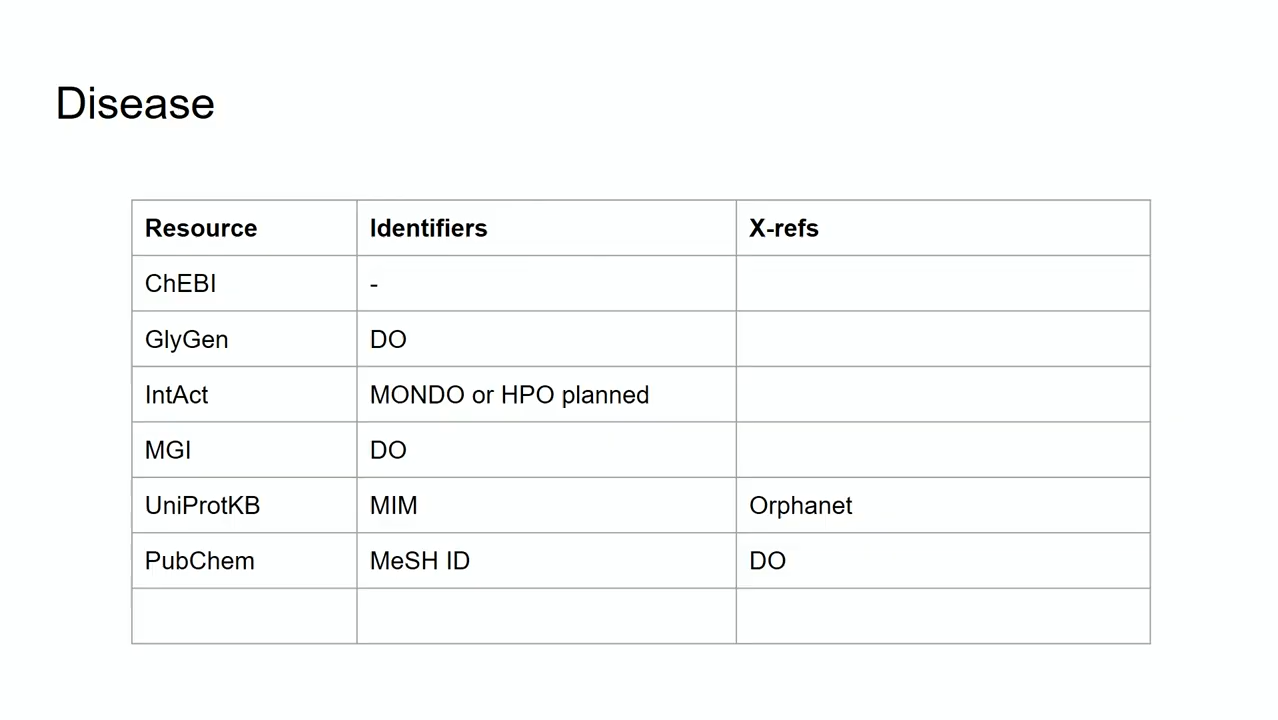 Disease
Resource Identifiers X-refs
ChEBI -
GlyGen DO
IntAct MONDO or HPO planned
MGI DO
UniProtKB MIM Orphanet
PubChem MeSH ID DO